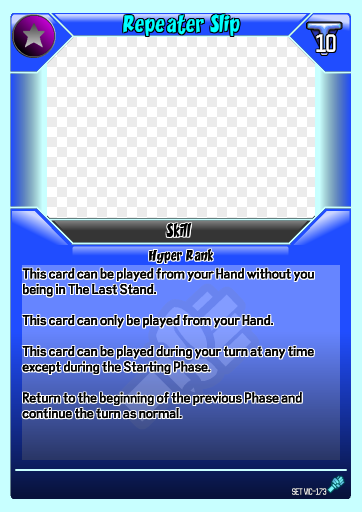 Repeater Slip
10
Skill
Hyper Rank
This card can be played from your Hand without you
being in The Last Stand.
This card can only be played from your Hand.
This card can be played during your turn at any time
except during the Starting Phase.
Return to the beginning of the previous Phase and
continue the turn as normal.
SET VIC-173